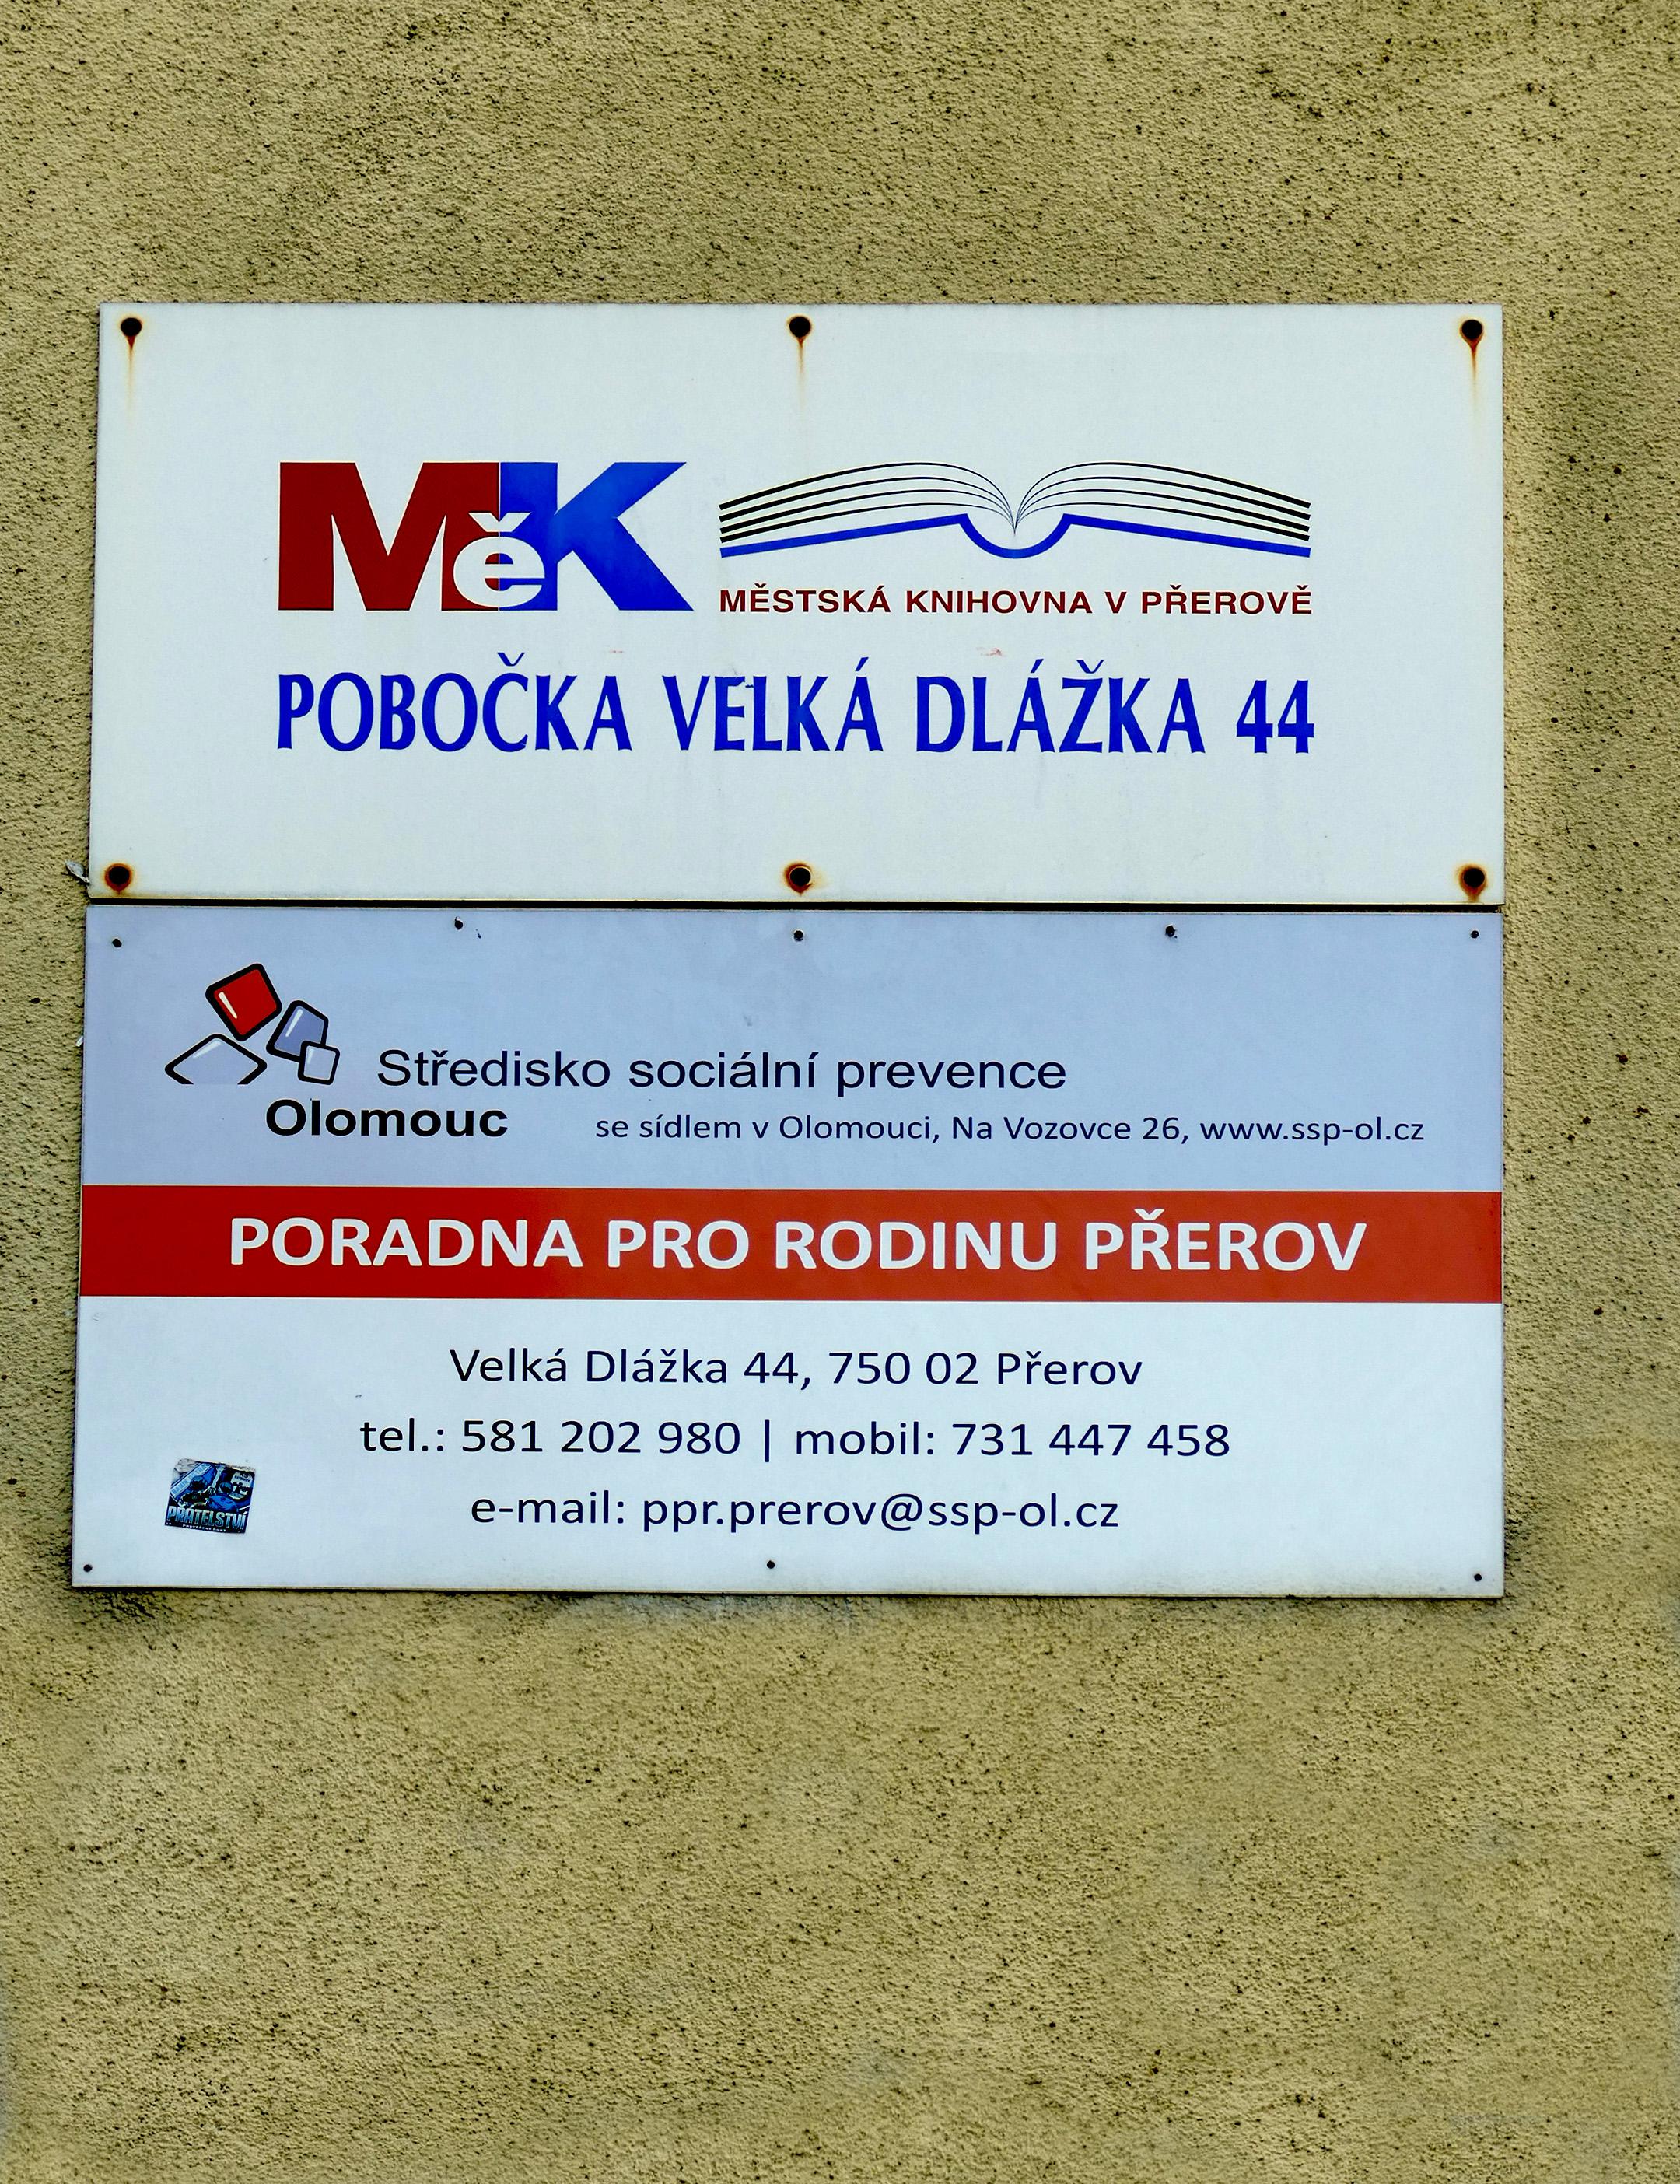 MěK
MĚSTSKÁ KNIHOVNA V PŘEROVĚ
POBOČKA VELKÁ DLÁŽKA 44
Středisko sociální prevence
Olomouc se sídlem v Olomouci, Na Vozovce 26, www.ssp-ol.cz
PORADNA PRO RODINU PŘEROV
Velká Dlážka 44, 750 02 Přerov
tel.: 581 202 980 | mobil: 731 447 458
e-mail: ppr.prerov@ssp-ol.cz
PŘÁTELSTVÍ